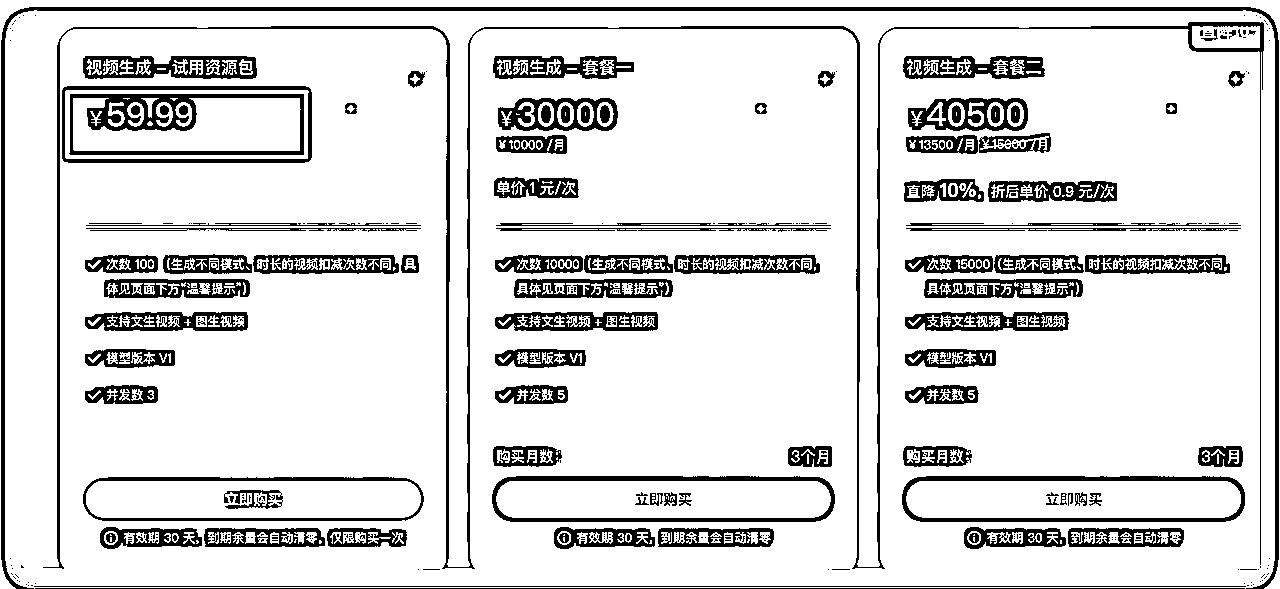 视频生成 – 试用资源包
¥59.99
次数 100（生成不同模式、时长的视频扣减次数不同，具
体见页面下方“温馨提示”）
支持文生视频 + 图生视频
模型版本 V1
并发数 3
立即购买
有效期 30 天，到期余量会自动清零，仅限购买一次
视频生成 – 套餐一
¥30000
¥10000 /月
单价 1 元/次
次数 10000（生成不同模式、时长的视频扣减次数不同，
具体见页面下方“温馨提示”）
支持文生视频 + 图生视频
模型版本 V1
并发数 5
购买月数：
3个月
立即购买
有效期 30 天，到期余量会自动清零
视频生成 – 套餐二
¥40500
¥13500 /月 ¥15000 /月
直降 10%，折后单价 0.9 元/次
次数 15000（生成不同模式、时长的视频扣减次数不同，
具体见页面下方“温馨提示”）
支持文生视频 + 图生视频
模型版本 V1
并发数 5
购买月数：
3个月
立即购买
有效期 30 天，到期余量会自动清零